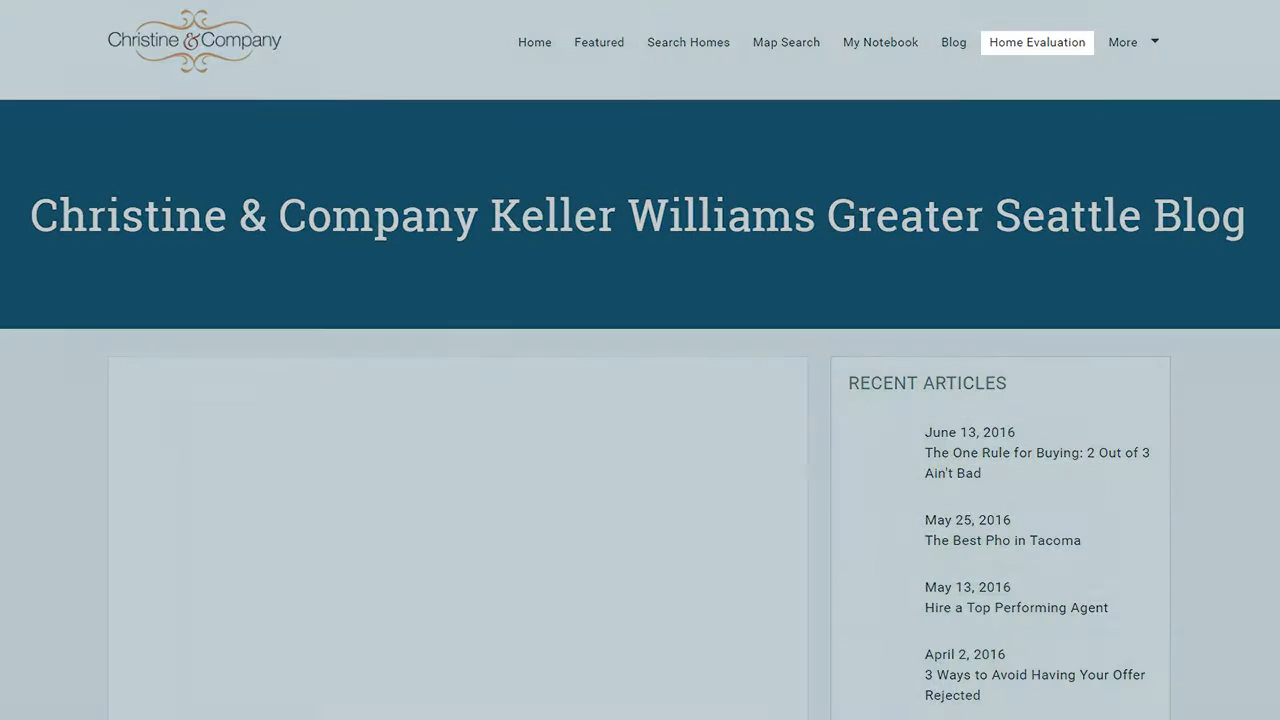 Christine & Company
Home
Featured
Search Homes
Map Search
My Notebook
Blog
Home Evaluation
More
Christine & Company Keller Williams Greater Seattle Blog
RECENT ARTICLES
June 13, 2016
The One Rule for Buying: 2 Out of 3
Ain't Bad
May 25, 2016
The Best Pho in Tacoma
May 13, 2016
Hire a Top Performing Agent
April 2, 2016
3 Ways to Avoid Having Your Offer
Rejected